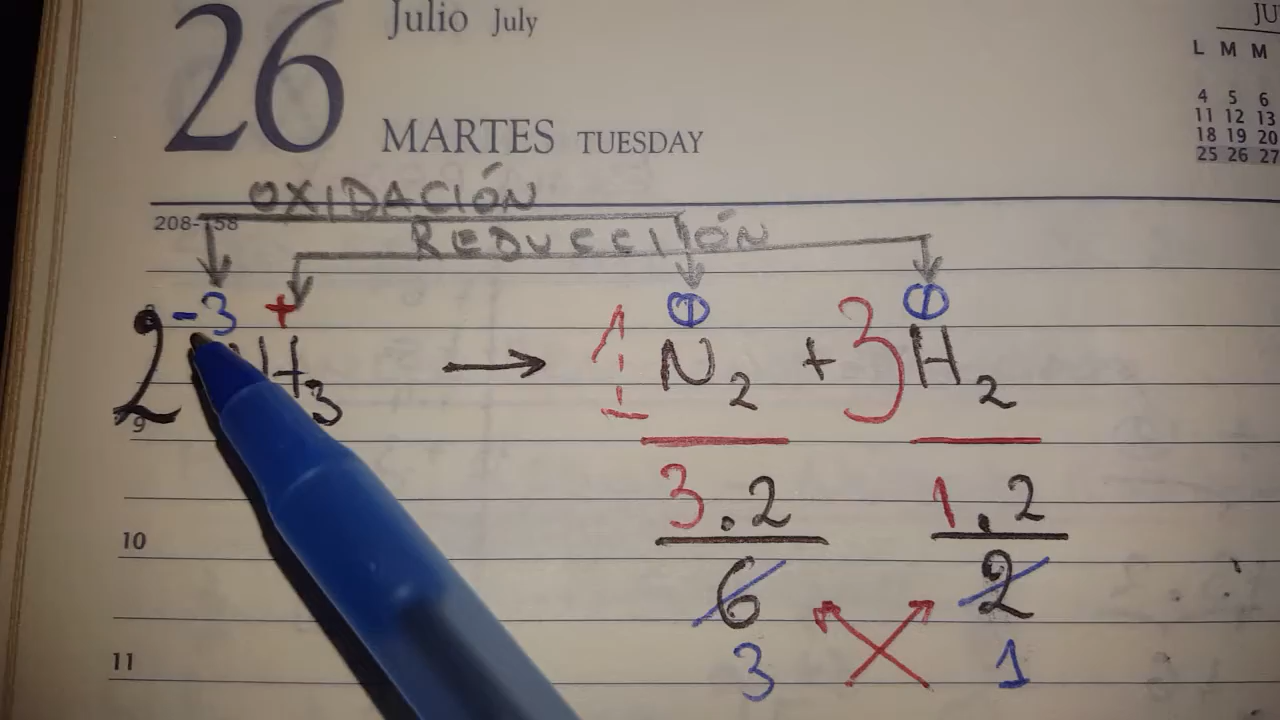 26 Julio July
MARTES TUESDAY
JU
L M M
4 5 6
11 12 13
18 19 20
25 26 27
OXIDACIÓN
208-158
REDUCCIÓN
-3 + 0 0
2 H3 → 1 N2 + 3 H2
9
3.2 1.2
10
6 2
11
3 1